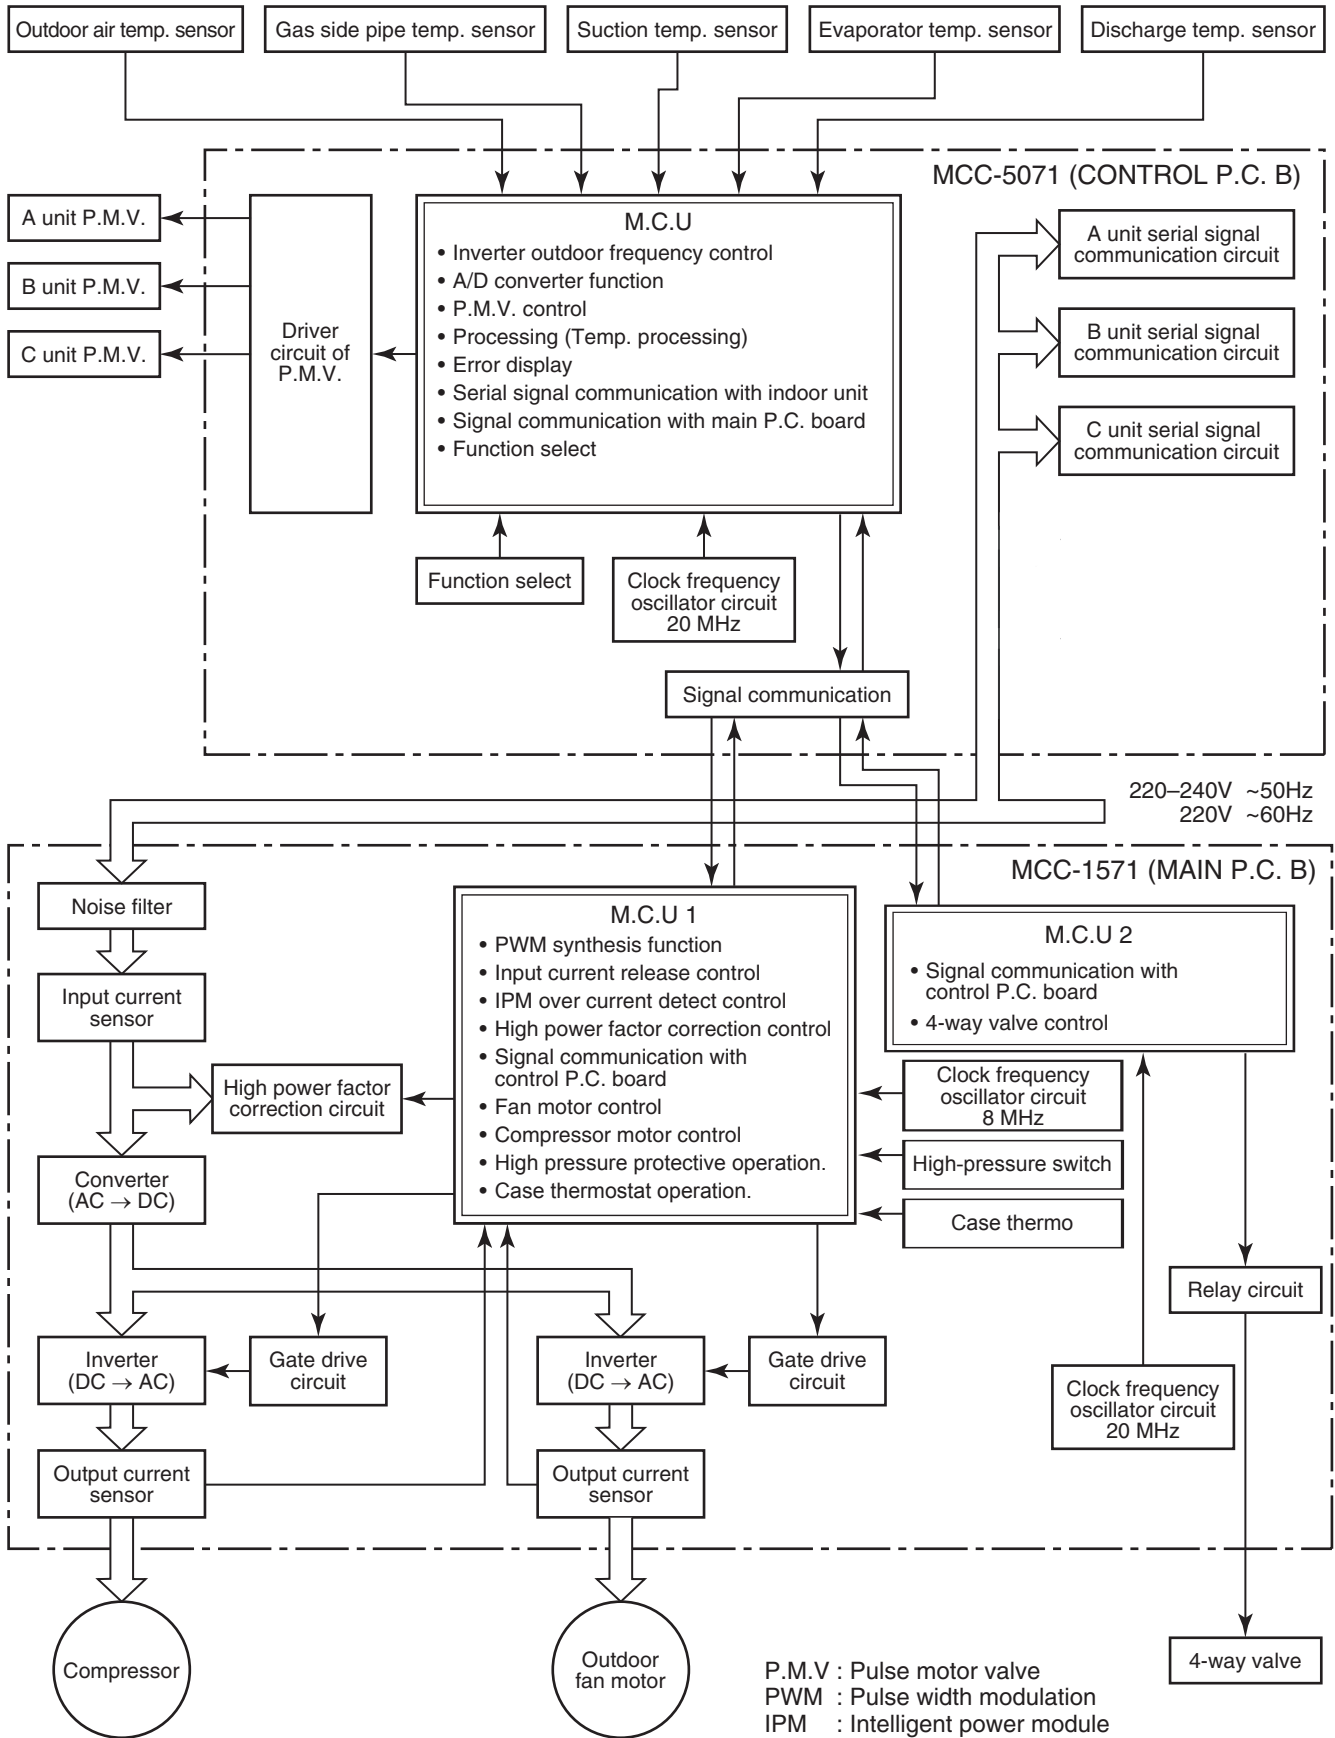 Outdoor air temp. sensor
Gas side pipe temp. sensor
Suction temp. sensor
Evaporator temp. sensor
Discharge temp. sensor
MCC-5071 (CONTROL P.C. B)
A unit P.M.V.
B unit P.M.V.
C unit P.M.V.
Driver
circuit of
P.M.V.
M.C.U
• Inverter outdoor frequency control
• A/D converter function
• P.M.V. control
• Processing (Temp. processing)
• Error display
• Serial signal communication with indoor unit
• Signal communication with main P.C. board
• Function select
A unit serial signal
communication circuit
B unit serial signal
communication circuit
C unit serial signal
communication circuit
Function select
Clock frequency
oscillator circuit
20 MHz
Signal communication
220–240V ~50Hz
220V ~60Hz
MCC-1571 (MAIN P.C. B)
Noise filter
Input current
sensor
High power factor
correction circuit
Converter
(AC → DC)
M.C.U 1
• PWM synthesis function
• Input current release control
• IPM over current detect control
• High power factor correction control
• Signal communication with
control P.C. board
• Fan motor control
• Compressor motor control
• High pressure protective operation.
• Case thermostat operation.
M.C.U 2
• Signal communication with
control P.C. board
• 4-way valve control
Clock frequency
oscillator circuit
8 MHz
High-pressure switch
Case thermo
Relay circuit
Inverter
(DC → AC)
Gate drive
circuit
Inverter
(DC → AC)
Gate drive
circuit
Clock frequency
oscillator circuit
20 MHz
Output current
sensor
Output current
sensor
Compressor
Outdoor
fan motor
4-way valve
P.M.V : Pulse motor valve
PWM : Pulse width modulation
IPM : Intelligent power module